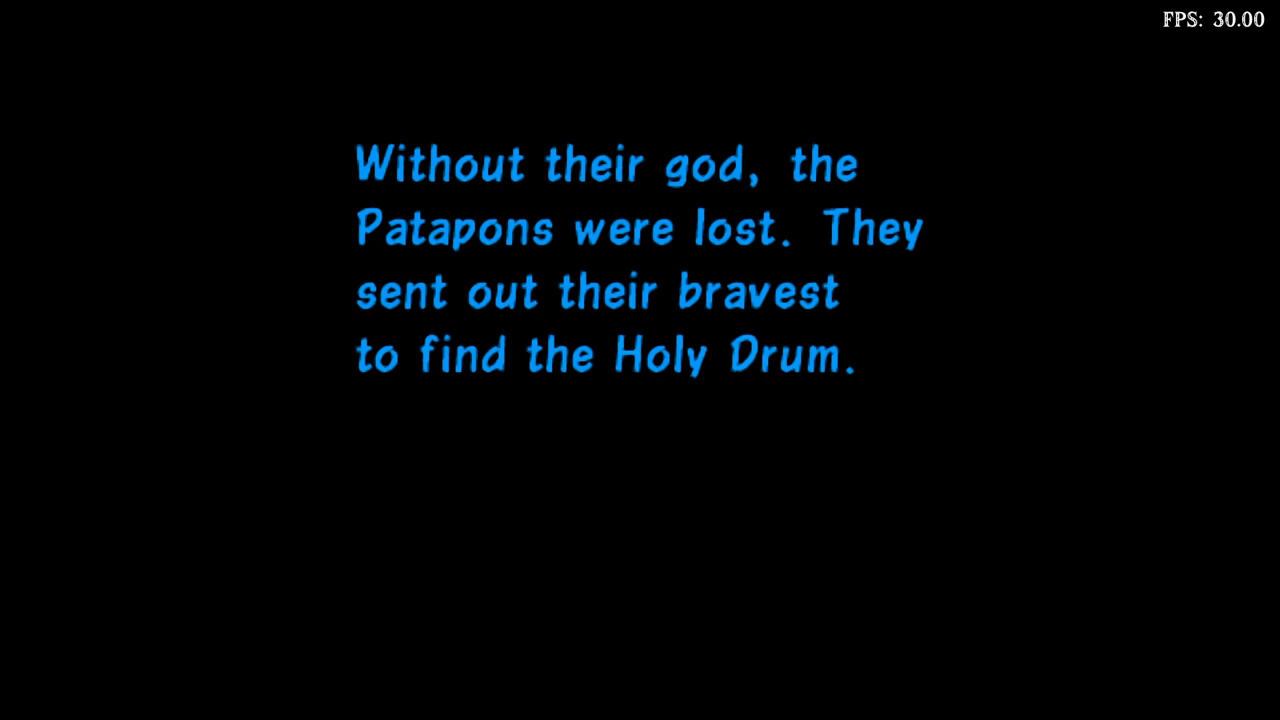 FPS: 30.00
Without their god, the
Patapons were lost. They
sent out their bravest
to find the Holy Drum.